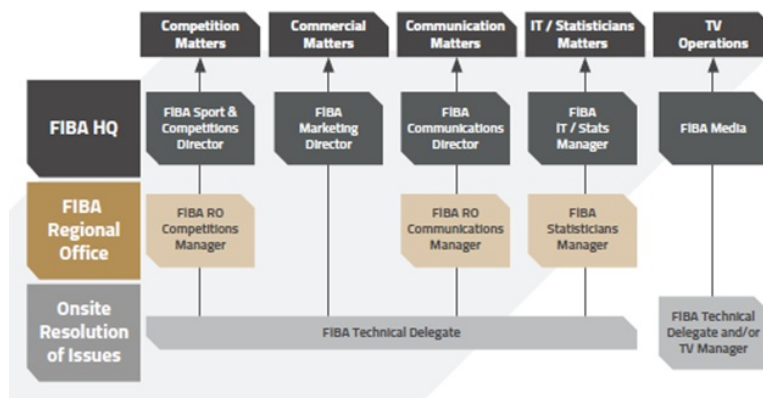 Competition
Matters
Commercial
Matters
Communication
Matters
IT / Statisticians
Matters
TV
Operations
FIBA HQ
FIBA Sport &
Competitions
Director
FIBA
Marketing
Director
FIBA
Communications
Director
FIBA
IT / Stats
Manager
FIBA Media
FIBA
Regional
Office
FIBA RO
Competitions
Manager
FIBA RO
Communications
Manager
FIBA
Statisticians
Manager
Onsite
Resolution
of Issues
FIBA Technical Delegate
FIBA Technical
Delegate and/or
TV Manager